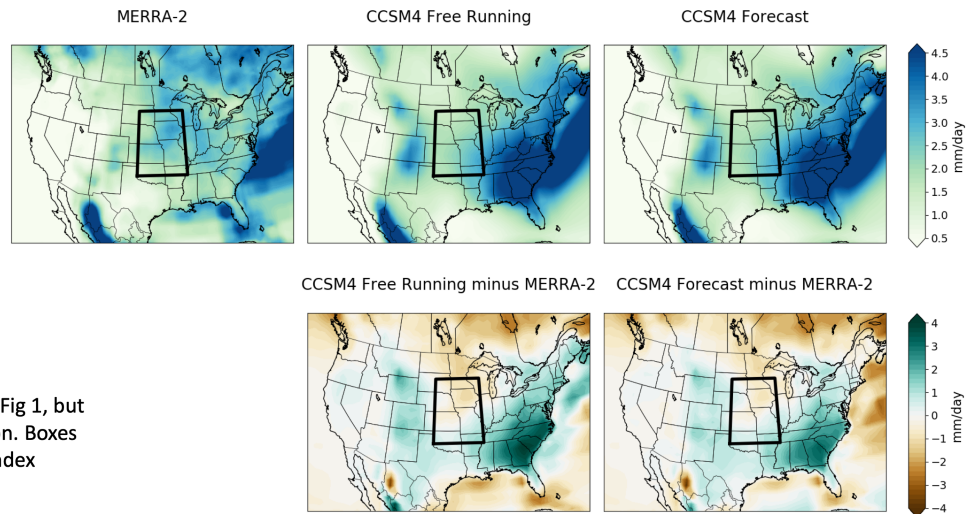 MERRA-2
CCSM4 Free Running
CCSM4 Forecast
4.5
4.0
3.5
3.0
2.5
2.0
1.5
1.0
0.5
mm/day
CCSM4 Free Running minus MERRA-2
CCSM4 Forecast minus MERRA-2
4
3
2
1
0
−1
−2
−3
−4
mm/day
Fig 1, but
on. Boxes
ndex